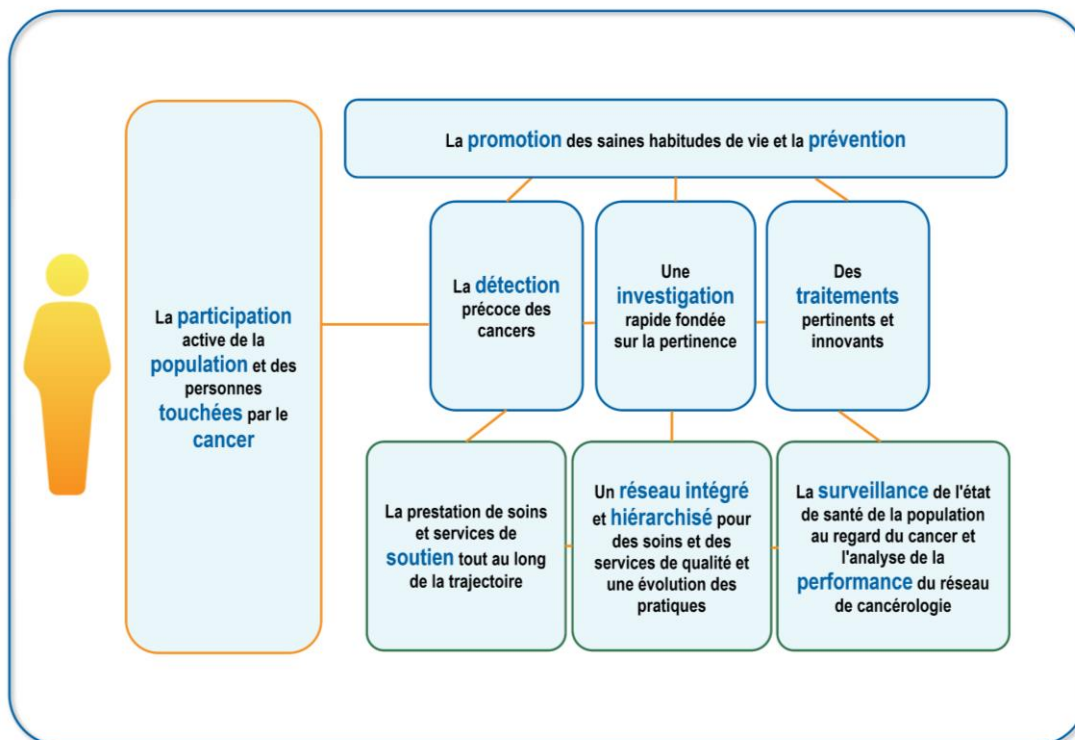 La promotion des saines habitudes de vie et la prévention
La participation
active de la
population et des
personnes
touchées par le
cancer
La détection
précoce des
cancers
Une
investigation
rapide fondée
sur la pertinence
Des
traitements
pertinents et
innovants
La prestation de soins
et services de
soutien tout au long
de la trajectoire
Un réseau intégré
et hiérarchisé pour
des soins et des
services de qualité et
une évolution des
pratiques
La surveillance de l'état
de santé de la population
au regard du cancer et
l'analyse de la
performance du réseau
de cancérologie